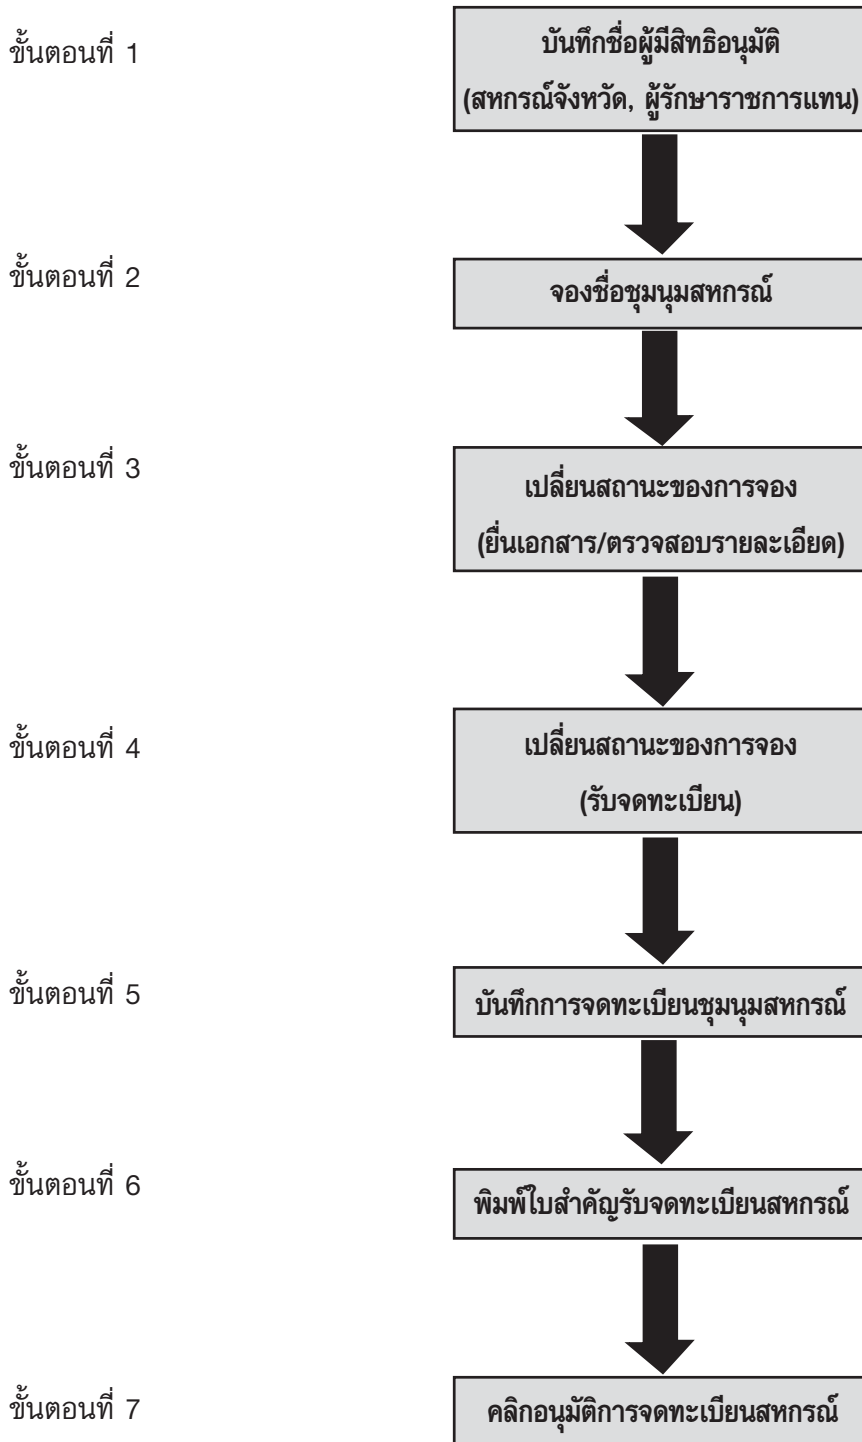 ขั้นตอนที่ 1
บันทึกชื่อผู้มีสิทธิอนุมัติ
(สหกรณ์จังหวัด, ผู้รักษาราชการแทน)
ขั้นตอนที่ 2
จองชื่อชุมนุมสหกรณ์
ขั้นตอนที่ 3
เปลี่ยนสถานะของการจอง
(ยื่นเอกสาร/ตรวจสอบรายละเอียด)
ขั้นตอนที่ 4
เปลี่ยนสถานะของการจอง
(รับจดทะเบียน)
ขั้นตอนที่ 5
บันทึกการจดทะเบียนชุมนุมสหกรณ์
ขั้นตอนที่ 6
พิมพ์ใบสำคัญรับจดทะเบียนสหกรณ์
ขั้นตอนที่ 7
คลิกอนุมัติการจดทะเบียนสหกรณ์